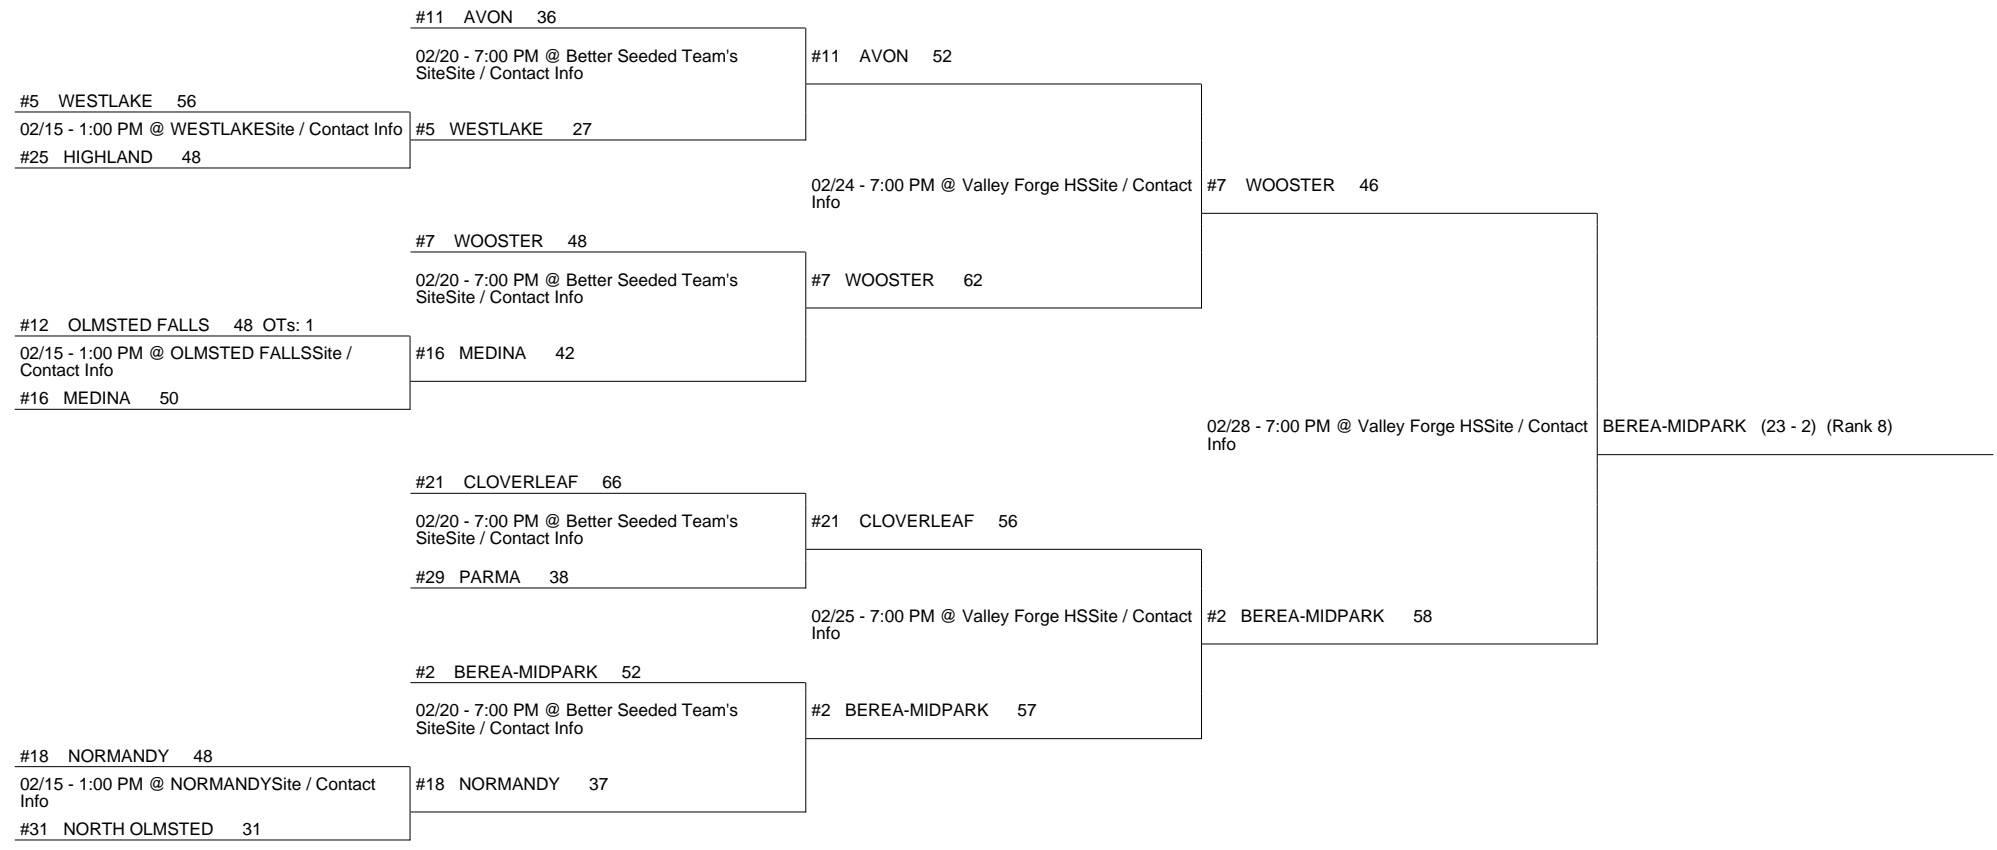 #11 AVON 36
02/20 - 7:00 PM @ Better Seeded Team's
SiteSite / Contact Info
#11 AVON 52
#5 WESTLAKE 56
02/15 - 1:00 PM @ WESTLAKESite / Contact Info
#5 WESTLAKE 27
#25 HIGHLAND 48
02/24 - 7:00 PM @ Valley Forge HSSite / Contact
Info
#7 WOOSTER 46
#7 WOOSTER 48
02/20 - 7:00 PM @ Better Seeded Team's
SiteSite / Contact Info
#7 WOOSTER 62
#12 OLMSTED FALLS 48 OTs: 1
02/15 - 1:00 PM @ OLMSTED FALLSSite /
Contact Info
#16 MEDINA 42
#16 MEDINA 50
02/28 - 7:00 PM @ Valley Forge HSSite / Contact
Info
BEREA-MIDPARK (23 - 2) (Rank 8)
#21 CLOVERLEAF 66
02/20 - 7:00 PM @ Better Seeded Team's
SiteSite / Contact Info
#21 CLOVERLEAF 56
#29 PARMA 38
02/25 - 7:00 PM @ Valley Forge HSSite / Contact
Info
#2 BEREA-MIDPARK 58
#2 BEREA-MIDPARK 52
02/20 - 7:00 PM @ Better Seeded Team's
SiteSite / Contact Info
#2 BEREA-MIDPARK 57
#18 NORMANDY 48
02/15 - 1:00 PM @ NORMANDYSite / Contact
Info
#18 NORMANDY 37
#31 NORTH OLMSTED 31